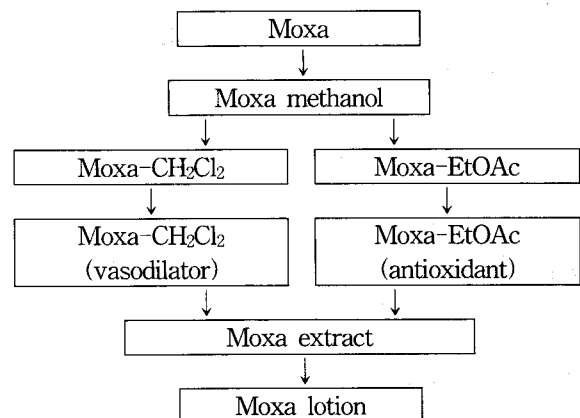 Moxa
Moxa methanol
Moxa-CH₂Cl₂
Moxa-EtOAc
Moxa-CH₂Cl₂
(vasodilator)
Moxa-EtOAc
(antioxidant)
Moxa extract
Moxa lotion